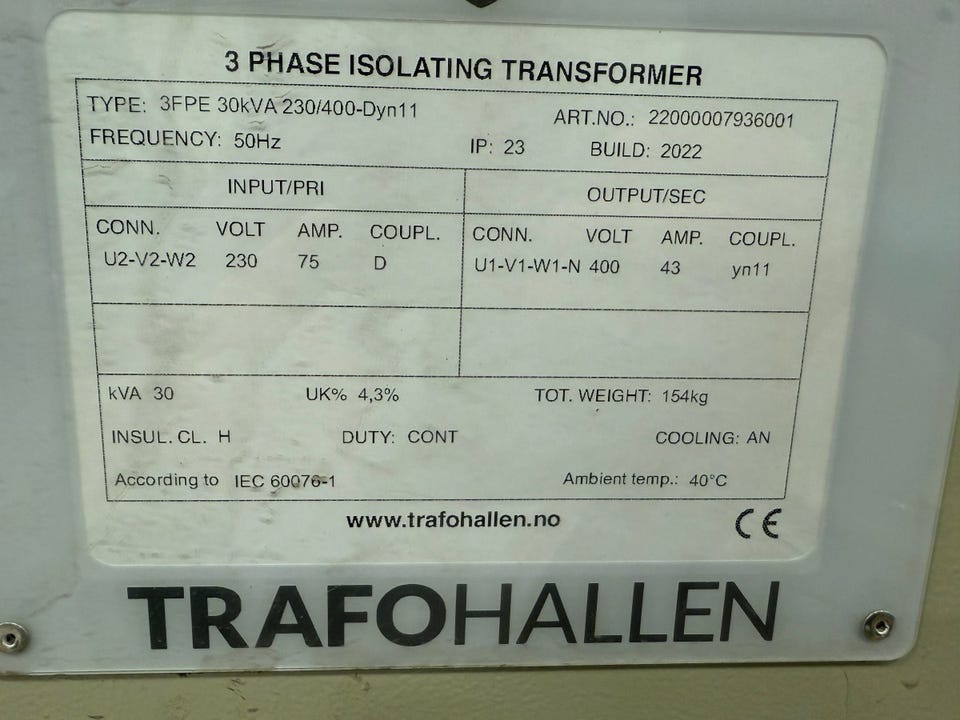 3 PHASE ISOLATING TRANSFORMER
TYPE: 3FPE 30kVA 230/400-Dyn11 ART.NO.: 22000007936001
FREQUENCY: 50Hz IP: 23 BUILD: 2022
INPUT/PRI OUTPUT/SEC
CONN. VOLT AMP. COUPL. CONN. VOLT AMP. COUPL.
U2-V2-W2 230 75 D U1-V1-W1-N 400 43 yn11
kVA 30 UK% 4,3% TOT. WEIGHT: 154kg
INSUL. CL. H DUTY: CONT COOLING: AN
According to IEC 60076-1 Ambient temp.: 40°C
www.trafohallen.no CE
TRAFOHALLEN